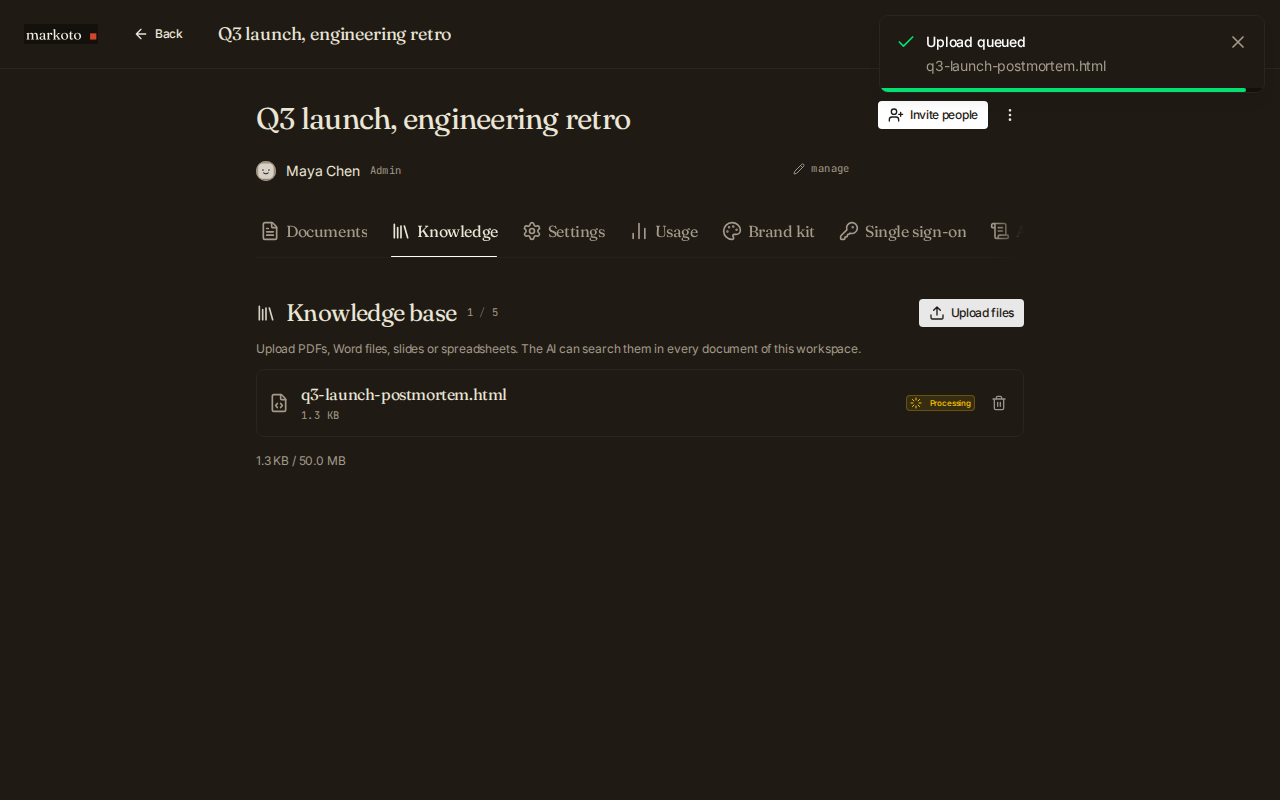 markoto
Back
Q3 launch, engineering retro
Upload queued
q3-launch-postmortem.html
Q3 launch, engineering retro
Invite people
Maya Chen Admin
manage
Documents Knowledge Settings Usage Brand kit Single sign-on
Knowledge base 1 / 5
Upload files
Upload PDFs, Word files, slides or spreadsheets. The AI can search them in every document of this workspace.
q3-launch-postmortem.html
1.3 KB
Processing
1.3 KB / 50.0 MB